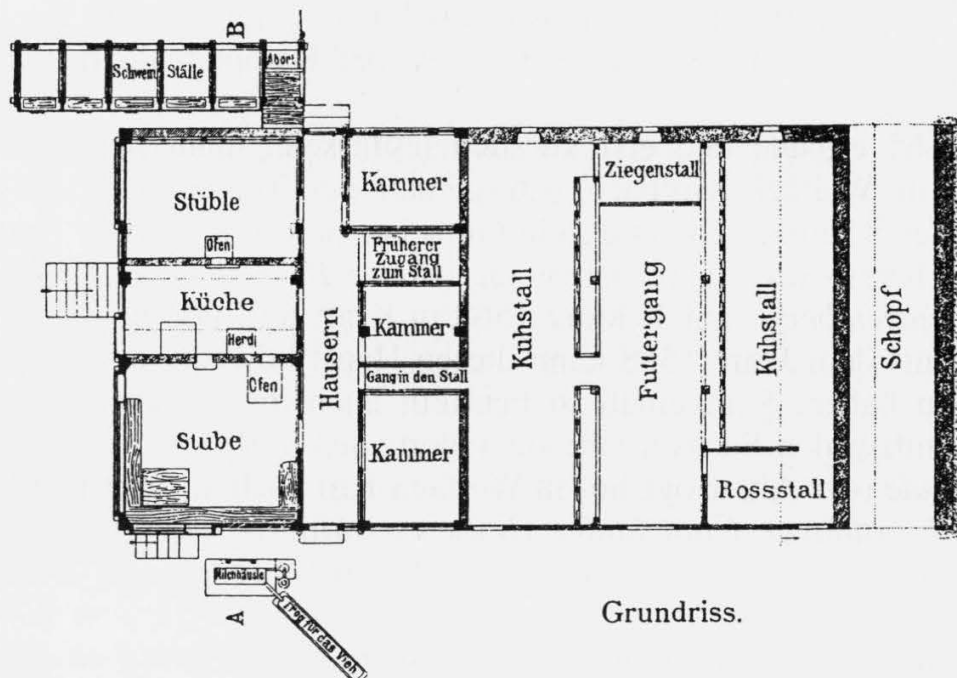 B
Abort
Schwein Ställe
Stüble
Ofen
Küche
Herd
Ofen
Stube
Hausern
Kammer
Früherer
Zugang
zum Stall
Kammer
Gang in den Stall
Kammer
Kuhstall
Ziegenstall
Futtergang
Kuhstall
Rossstall
Schopf
Milchhäusle
A
Trog für das Vieh
Grundriss.